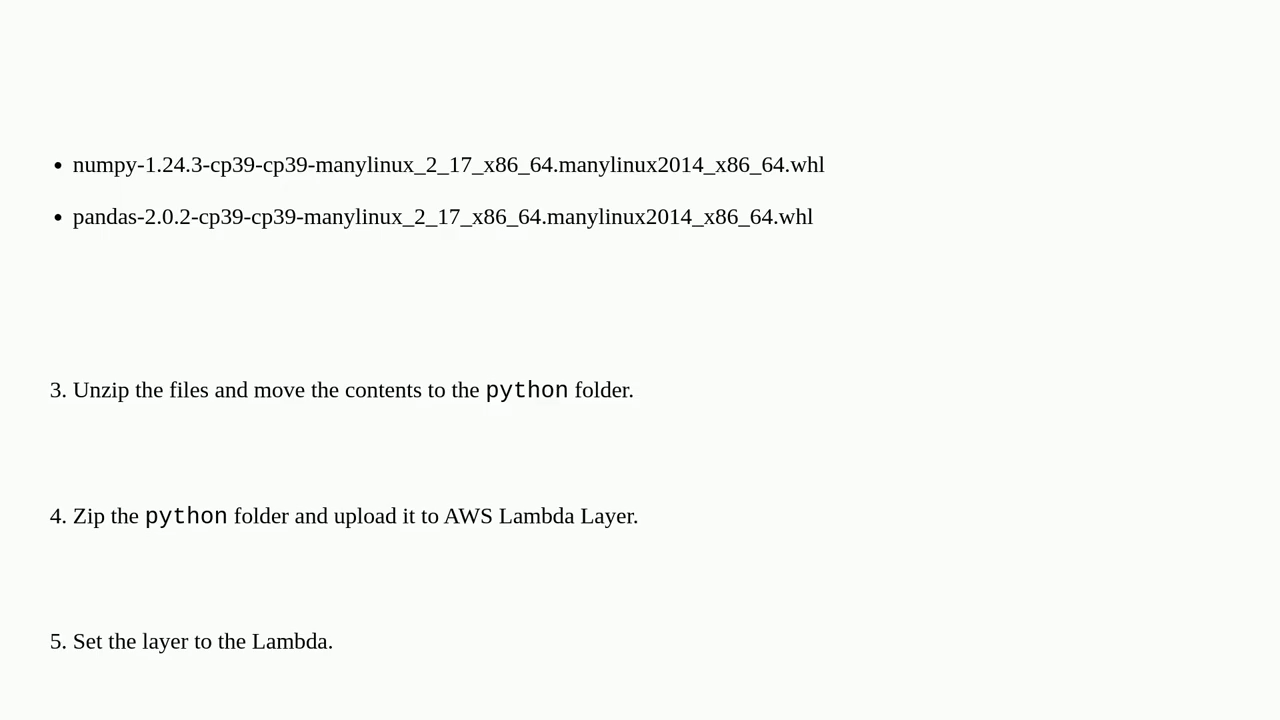 • numpy-1.24.3-cp39-cp39-manylinux_2_17_x86_64.manylinux2014_x86_64.whl
• pandas-2.0.2-cp39-cp39-manylinux_2_17_x86_64.manylinux2014_x86_64.whl
3. Unzip the files and move the contents to the python folder.
4. Zip the python folder and upload it to AWS Lambda Layer.
5. Set the layer to the Lambda.